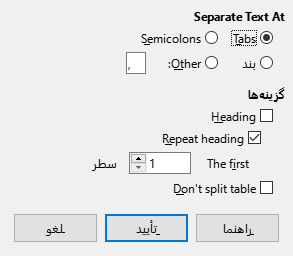 Separate Text At
Tabs Semicolons
بند Other: ,
گزینه‌ها
Heading
Repeat heading
The first 1 سطر
Don't split table
راهنما تأیید لغو